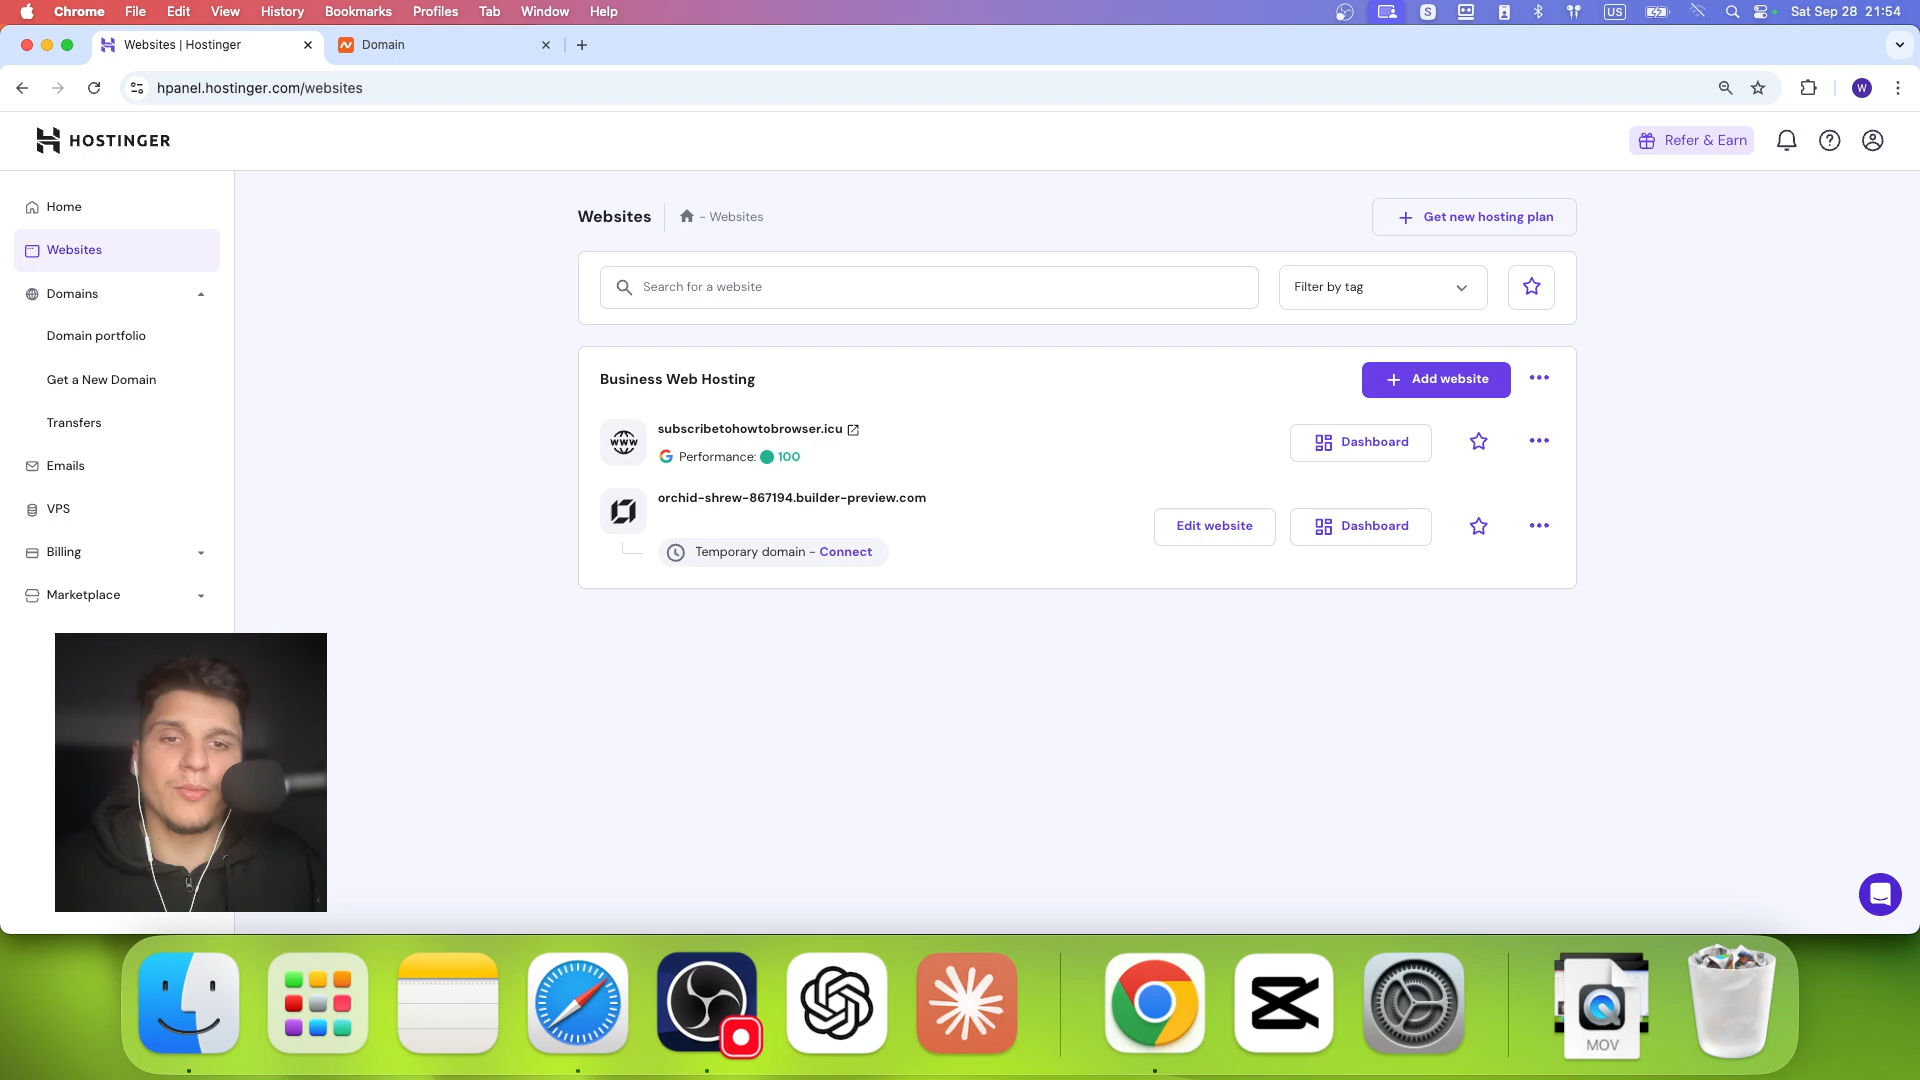 Chrome File Edit View History Bookmarks Profiles Tab Window Help
S US Sat Sep 28 21:54
Websites | Hostinger
Domain
hpanel.hostinger.com/websites
W
HOSTINGER
Refer & Earn
Home
Websites
Domains
Domain portfolio
Get a New Domain
Transfers
Emails
VPS
Billing
Marketplace
Websites
- Websites
Get new hosting plan
Search for a website
Filter by tag
Business Web Hosting
Add website
www
subscribetohowtobrowser.icu
Performance: 100
Dashboard
orchid-shrew-867194.builder-preview.com
Edit website
Dashboard
Temporary domain - Connect
MOV